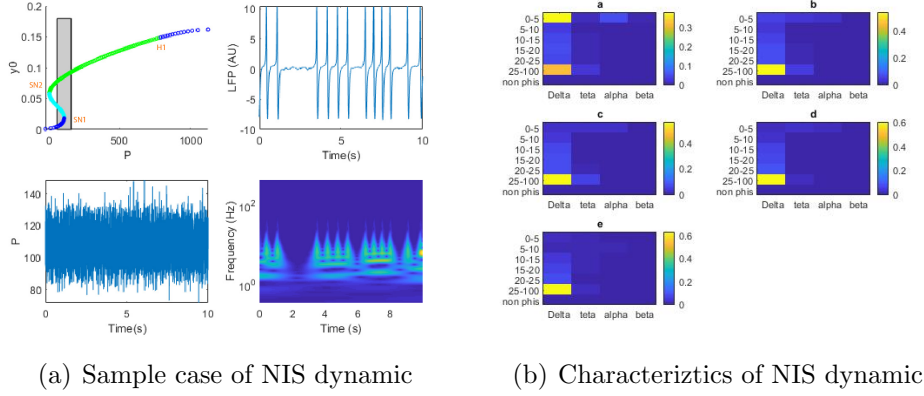 0.2
0.15
0.1
0.05
0
y0
SN2
H1
SN1
0 500 1000
P
10
5
0
-5
-10
LFP (AU)
0 5 10
Time(s)
140
120
100
80
P
0 5 10
Time(s)
Frequency (Hz)
10^2
10^0
0 2 4 6 8
Time(s)
(a) Sample case of NIS dynamic
a
0-5
5-10
10-15
15-20
20-25
25-100
non phis
Delta teta alpha beta
0.3
0.2
0.1
0
b
0-5
5-10
10-15
15-20
20-25
25-100
non phis
Delta teta alpha beta
0.4
0.2
0
c
0-5
5-10
10-15
15-20
20-25
25-100
non phis
Delta teta alpha beta
0.4
0.2
0
d
0-5
5-10
10-15
15-20
20-25
25-100
non phis
Delta teta alpha beta
0.6
0.4
0.2
0
e
0-5
5-10
10-15
15-20
20-25
25-100
non phis
Delta teta alpha beta
0.6
0.4
0.2
0
(b) Characteriztics of NIS dynamic